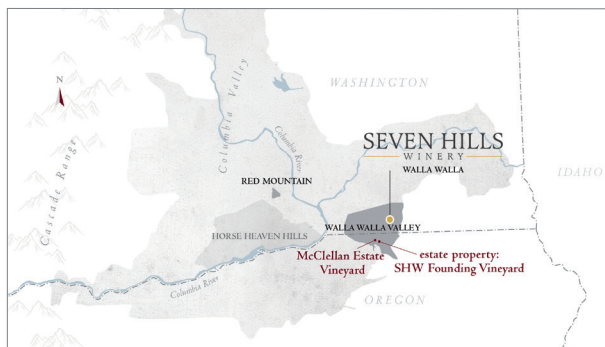 WASHINGTON
N
Columbia Valley
Cascade Range
Columbia River
SEVEN HILLS
WINERY
WALLA WALLA
IDAHO
RED MOUNTAIN
HORSE HEAVEN HILLS
WALLA WALLA VALLEY
McClellan Estate
Vineyard
estate property:
SHW Founding Vineyard
Columbia River
OREGON